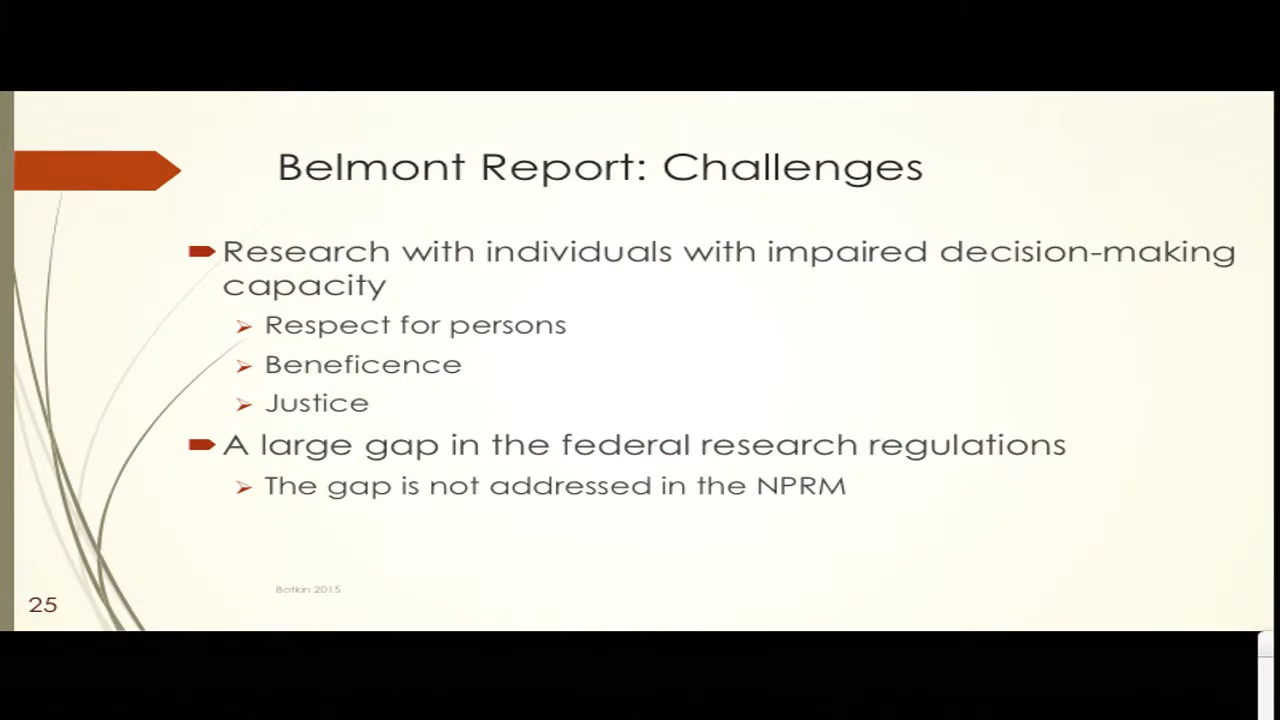 Belmont Report: Challenges
Research with individuals with impaired decision-making
capacity
Respect for persons
Beneficence
Justice
A large gap in the federal research regulations
The gap is not addressed in the NPRM
Botkin 2015
25